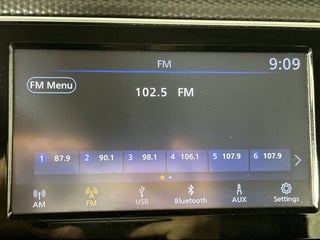 FM 9:09
FM Menu
102.5 FM
1 87.9 2 90.1 3 98.1 4 106.1 5 107.9 6 107.9
AM FM USB Bluetooth AUX Settings